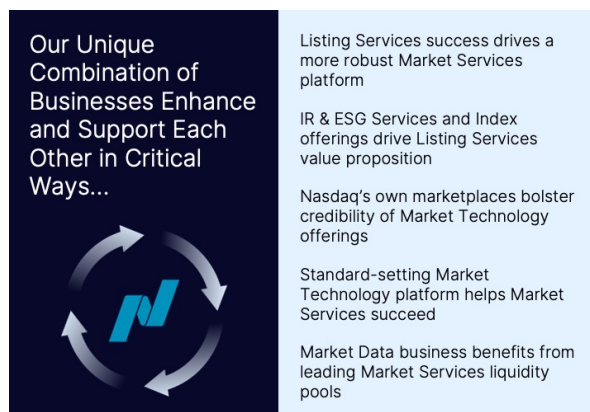 Our Unique
Combination of
Businesses Enhance
and Support Each
Other in Critical
Ways...
Listing Services success drives a
more robust Market Services
platform
IR & ESG Services and Index
offerings drive Listing Services
value proposition
Nasdaq’s own marketplaces bolster
credibility of Market Technology
offerings
Standard-setting Market
Technology platform helps Market
Services succeed
Market Data business benefits from
leading Market Services liquidity
pools